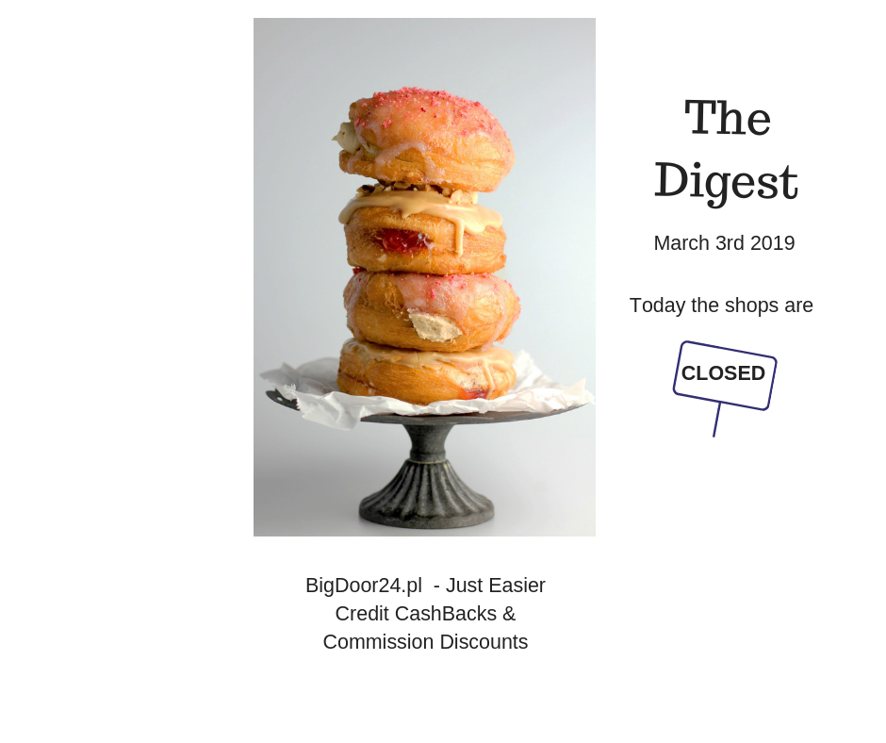 The
Digest
March 3rd 2019
Today the shops are
CLOSED
BigDoor24.pl  - Just Easier
Credit CashBacks &
Commission Discounts